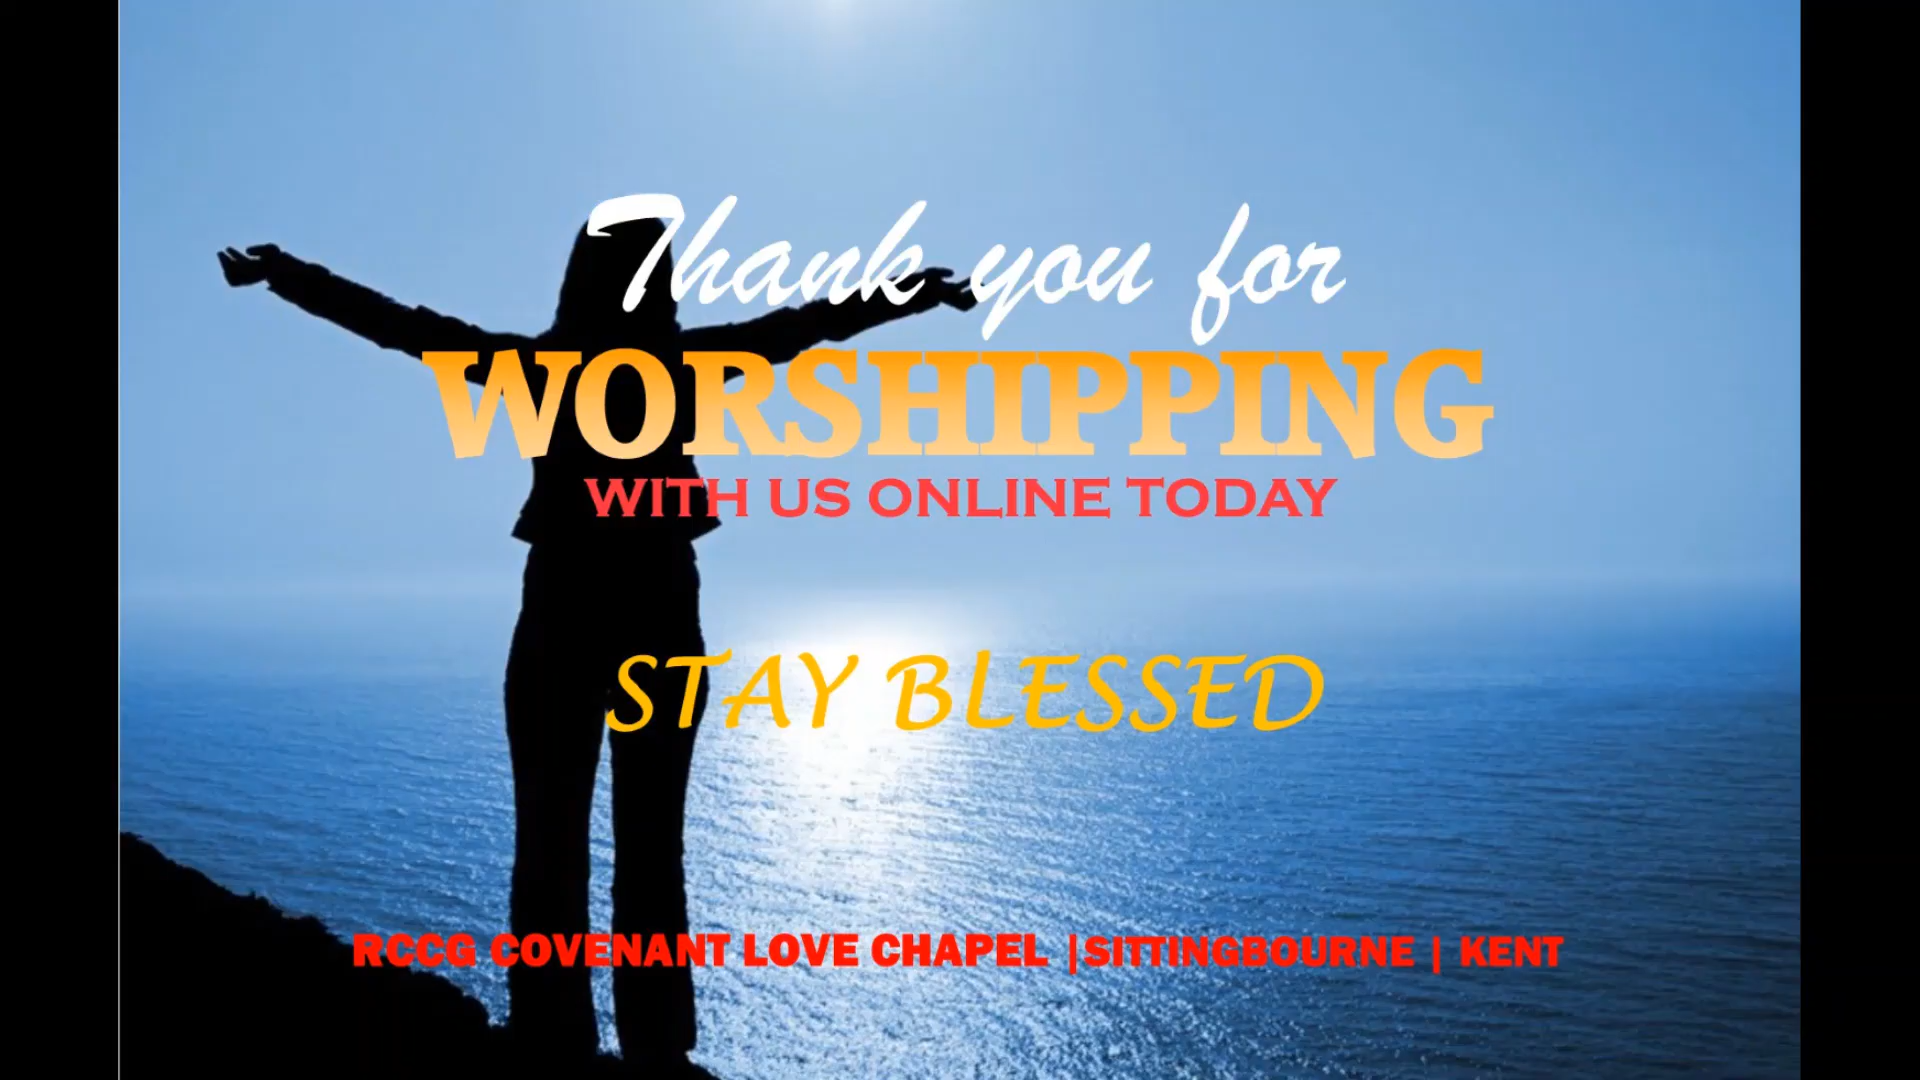 Thank you for
WORSHIPPING
WITH US ONLINE TODAY
STAY BLESSED
RCCG COVENANT LOVE CHAPEL |SITTINGBOURNE | KENT